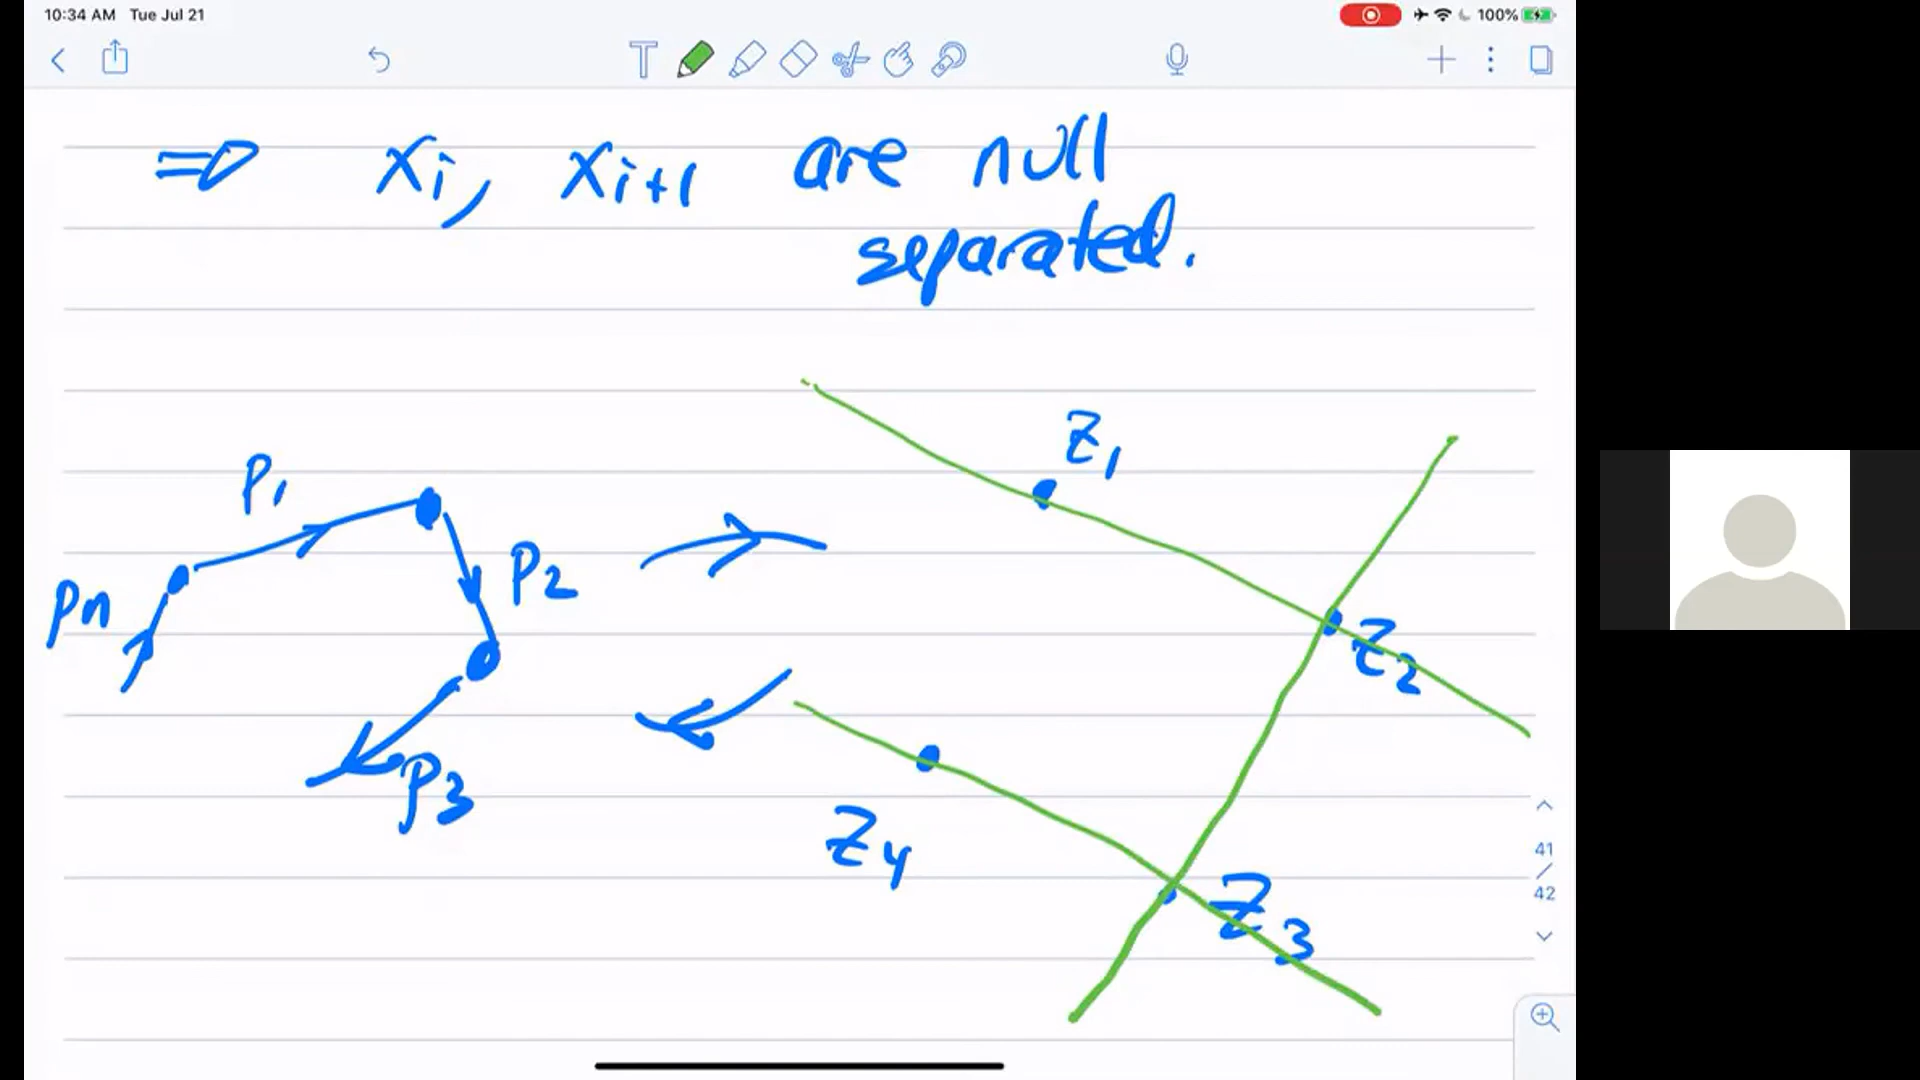 10:34 AM Tue Jul 21
100%
T
⇒ xi, xi+1 are null
separated.
Z1
p1
p2
pn
Z2
p3
Z4
Z3
41
/
42